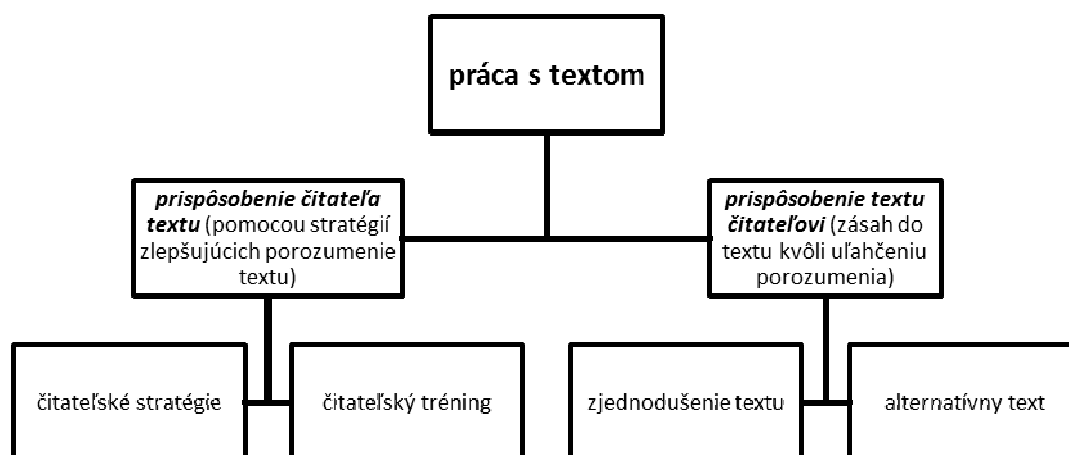 práca s textom
prispôsobenie čitateľa
textu (pomocou stratégií
zlepšujúcich porozumenie
textu)
prispôsobenie textu
čitateľovi (zásah do
textu kvôli uľahčeniu
porozumenia)
čitateľské stratégie
čitateľský tréning
zjednodušenie textu
alternatívny text